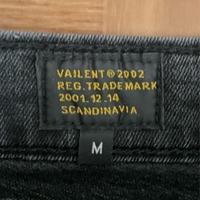 VAILENT® 2002
REG. TRADEMARK
2001.12.14
SCANDINAVIA
M